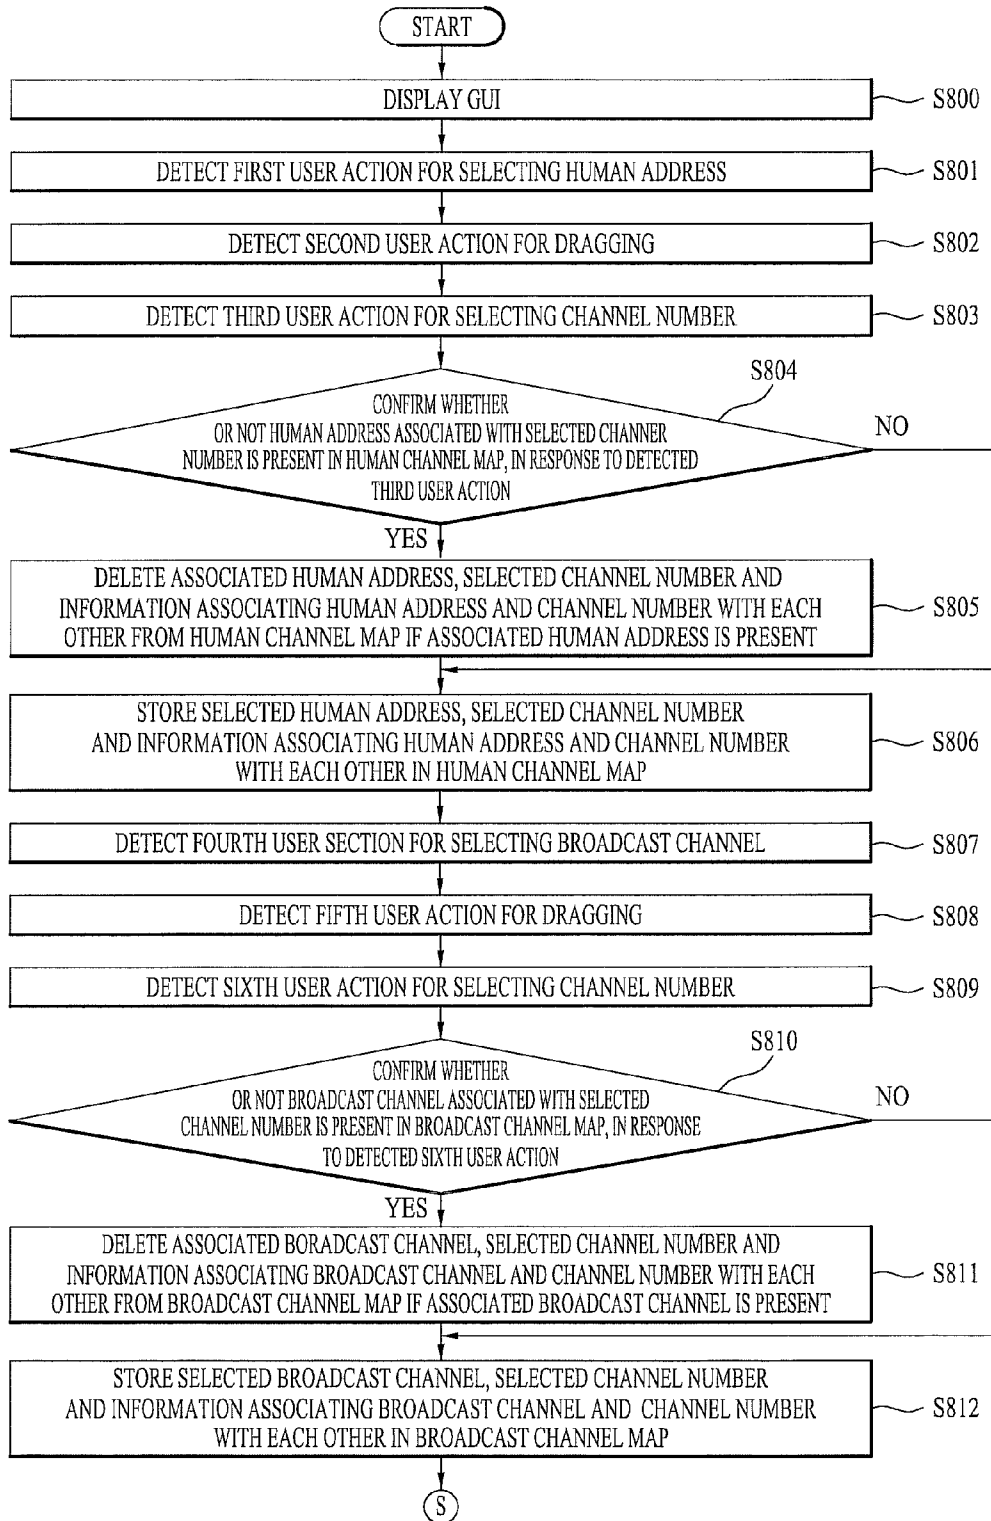 START
DISPLAY GUI
S800
DETECT FIRST USER ACTION FOR SELECTING HUMAN ADDRESS
S801
DETECT SECOND USER ACTION FOR DRAGGING
S802
DETECT THIRD USER ACTION FOR SELECTING CHANNEL NUMBER
S803
S804
CONFIRM WHETHER
OR NOT HUMAN ADDRESS ASSOCIATED WITH SELECTED CHANNER
NUMBER IS PRESENT IN HUMAN CHANNEL MAP, IN RESPONSE TO DETECTED
THIRD USER ACTION
NO
YES
DELETE ASSOCIATED HUMAN ADDRESS, SELECTED CHANNEL NUMBER AND
INFORMATION ASSOCIATING HUMAN ADDRESS AND CHANNEL NUMBER WITH EACH
OTHER FROM HUMAN CHANNEL MAP IF ASSOCIATED HUMAN ADDRESS IS PRESENT
S805
STORE SELECTED HUMAN ADDRESS, SELECTED CHANNEL NUMBER
AND INFORMATION ASSOCIATING HUMAN ADDRESS AND CHANNEL NUMBER
WITH EACH OTHER IN HUMAN CHANNEL MAP
S806
DETECT FOURTH USER SECTION FOR SELECTING BROADCAST CHANNEL
S807
DETECT FIFTH USER ACTION FOR DRAGGING
S808
DETECT SIXTH USER ACTION FOR SELECTING CHANNEL NUMBER
S809
S810
CONFIRM WHETHER
OR NOT BROADCAST CHANNEL ASSOCIATED WITH SELECTED
CHANNEL NUMBER IS PRESENT IN BROADCAST CHANNEL MAP, IN RESPONSE
TO DETECTED SIXTH USER ACTION
NO
YES
DELETE ASSOCIATED BORADCAST CHANNEL, SELECTED CHANNEL NUMBER AND
INFORMATION ASSOCIATING BROADCAST CHANNEL AND CHANNEL NUMBER WITH EACH
OTHER FROM BROADCAST CHANNEL MAP IF ASSOCIATED BROADCAST CHANNEL IS PRESENT
S811
STORE SELECTED BROADCAST CHANNEL, SELECTED CHANNEL NUMBER
AND INFORMATION ASSOCIATING BROADCAST CHANNEL AND CHANNEL NUMBER
WITH EACH OTHER IN BROADCAST CHANNEL MAP
S812
S